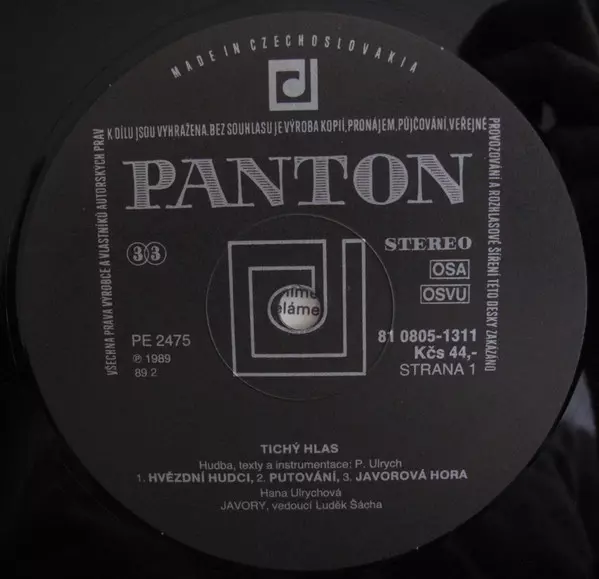 MADE IN CZECHOSLOVAKIA
VŠECHNA PRÁVA VÝROBCE A VLASTNÍKŮ AUTORSKÝCH PRÁV
K DÍLU JSOU VYHRAŽENA. BEZ SOUHLASU JE VÝROBA KOPIÍ, PRONÁJEM, PŮJČOVÁNÍ, VEŘEJNÉ
PROVOZOVÁNÍ A ROZHLASOVÉ ŠÍŘENÍ TÉTO DESKY ZAKÁZÁNO
PANTON
33
STEREO
OSA
OSVU
PE 2475
℗ 1989
89.2
81 0805-1311
Kčs 44,-
STRANA 1
TICHÝ HLAS
Hudba, texty a instrumentace: P. Ulrych
1. HVĚZDNÍ HUDCI, 2. PUTOVÁNÍ, 3. JAVOROVÁ HORA
Hana Ulrychová
JAVORY, vedoucí Luděk Šácha